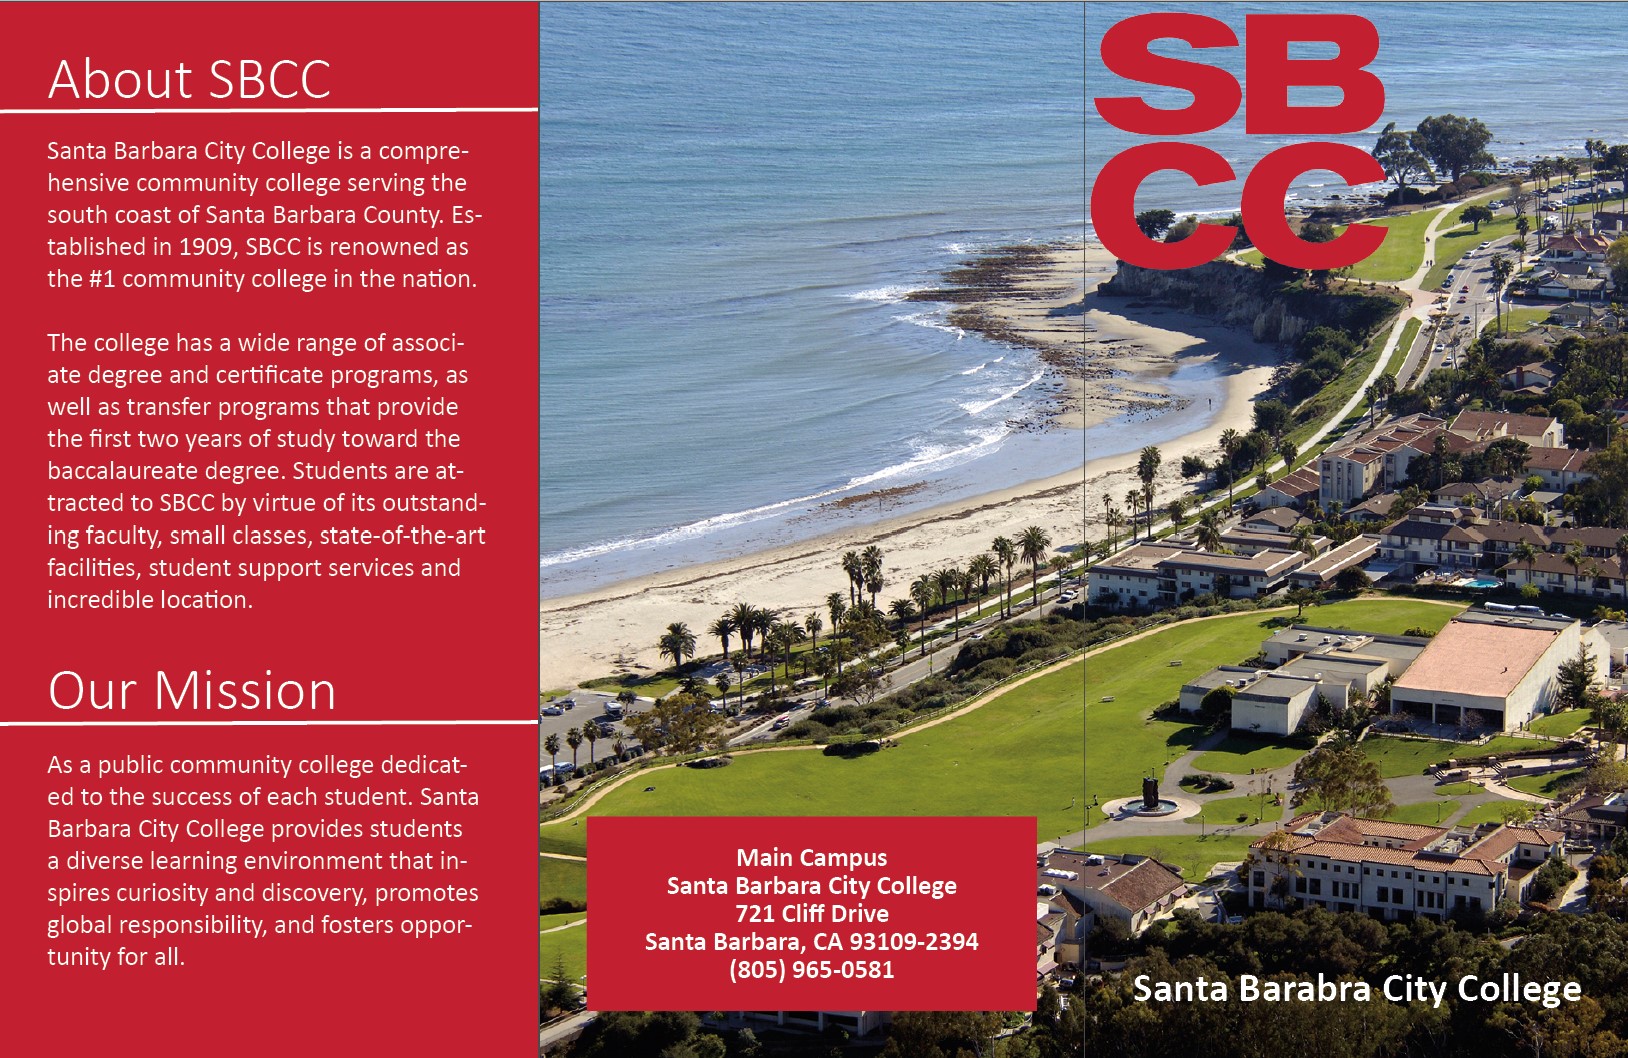 About SBCC
Santa Barbara City College is a compre-
hensive community college serving the
south coast of Santa Barbara County. Es-
tablished in 1909, SBCC is renowned as
the #1 community college in the nation.
The college has a wide range of associ-
ate degree and certificate programs, as
well as transfer programs that provide
the first two years of study toward the
baccalaureate degree. Students are at-
tracted to SBCC by virtue of its outstand-
ing faculty, small classes, state-of-the-art
facilities, student support services and
incredible location.
Our Mission
As a public community college dedicat-
ed to the success of each student. Santa
Barbara City College provides students
a diverse learning environment that in-
spires curiosity and discovery, promotes
global responsibility, and fosters oppor-
tunity for all.
Main Campus
Santa Barbara City College
721 Cliff Drive
Santa Barbara, CA 93109-2394
(805) 965-0581
SB
CC
Santa Barabra City College